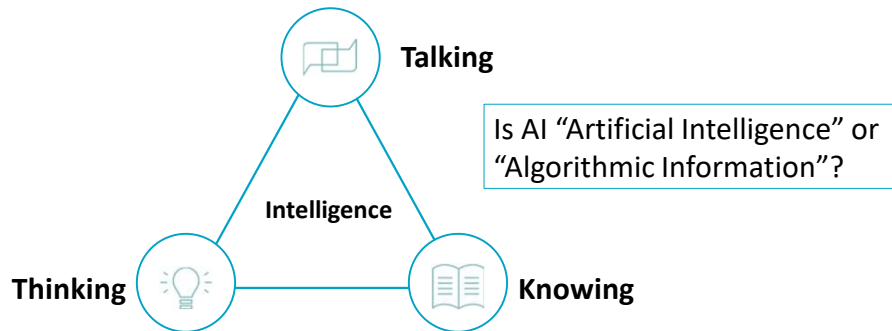 Talking
Is AI “Artificial Intelligence” or
“Algorithmic Information”?
Intelligence
Thinking
Knowing